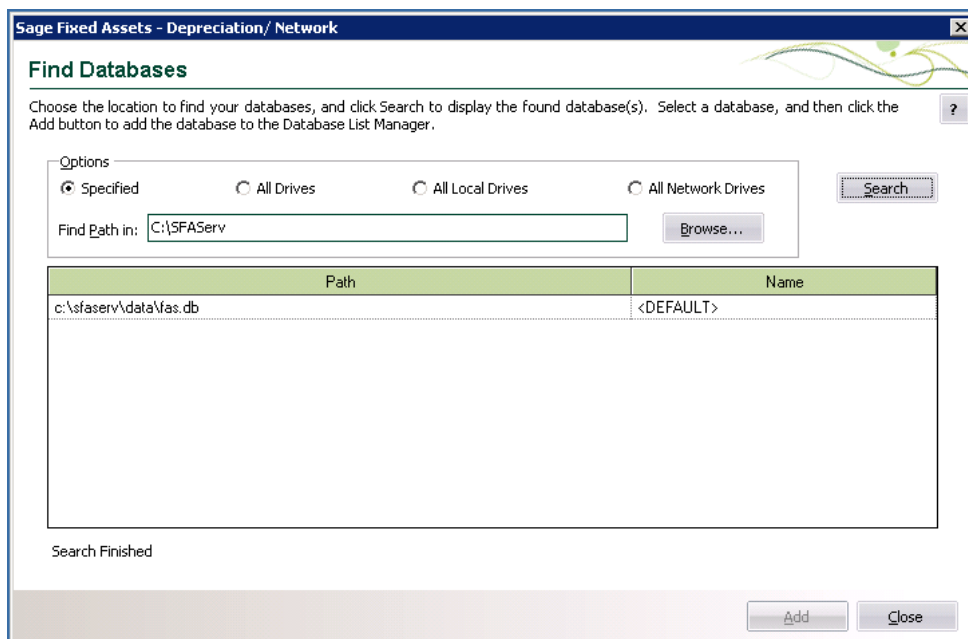 Sage Fixed Assets - Depreciation/ Network
Find Databases
Choose the location to find your databases, and click Search to display the found database(s). Select a database, and then click the
Add button to add the database to the Database List Manager.
?
Options
Specified All Drives All Local Drives All Network Drives Search
Find Path in: C:\SFAServ Browse...
Path Name
c:\sfaserv\data\fas.db <DEFAULT>
Search Finished
Add Close